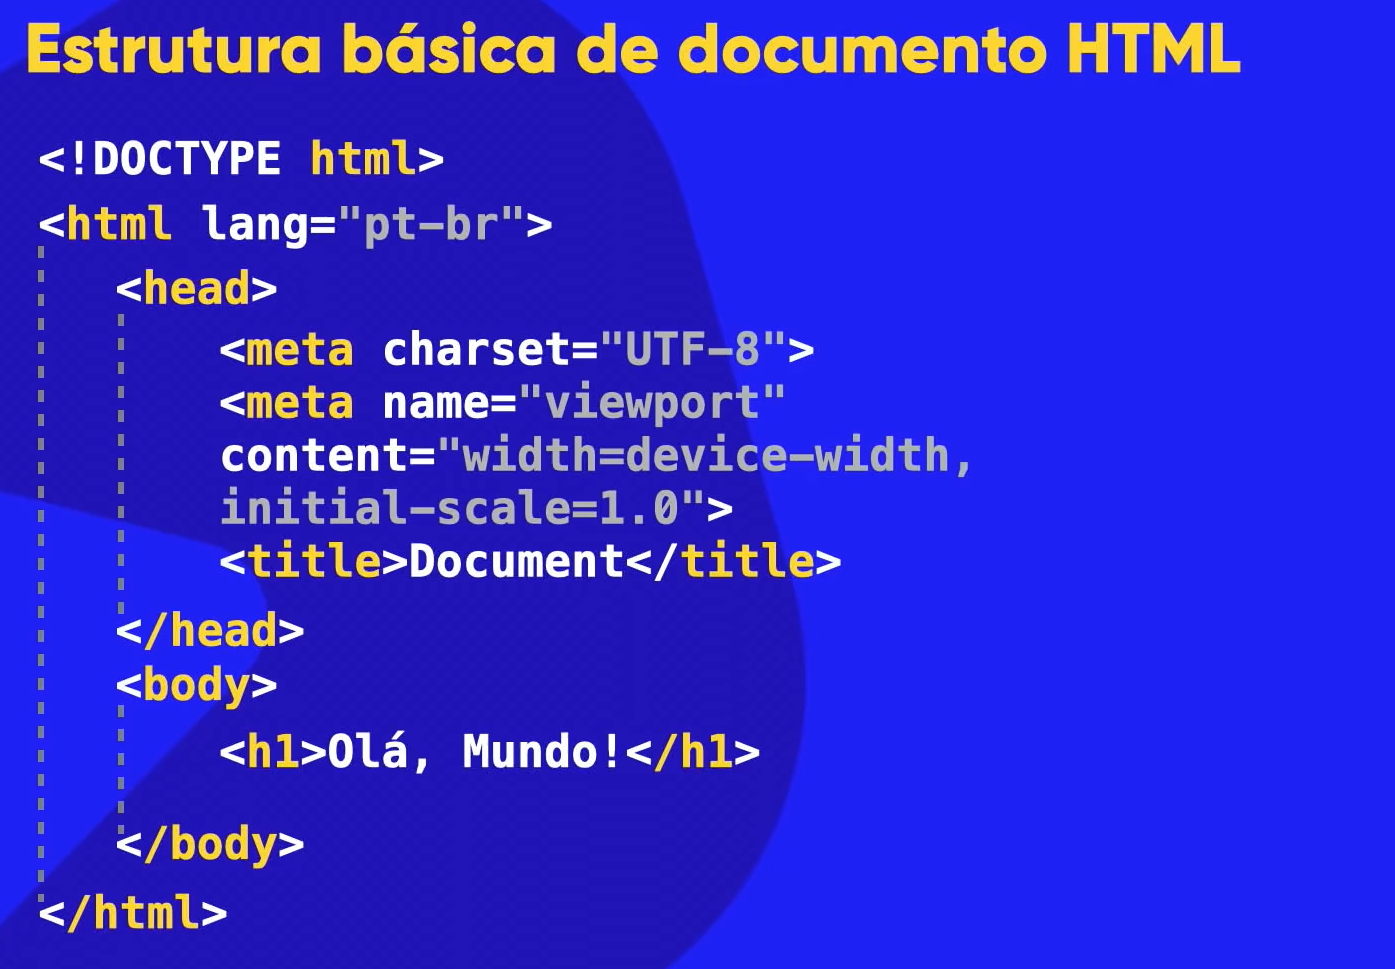 Estrutura básica de documento HTML
<!DOCTYPE html>
<html lang="pt-br">
<head>
<meta charset="UTF-8">
<meta name="viewport"
content="width=device-width,
initial-scale=1.0">
<title>Document</title>
</head>
<body>
<h1>Olá, Mundo!</h1>
</body>
</html>